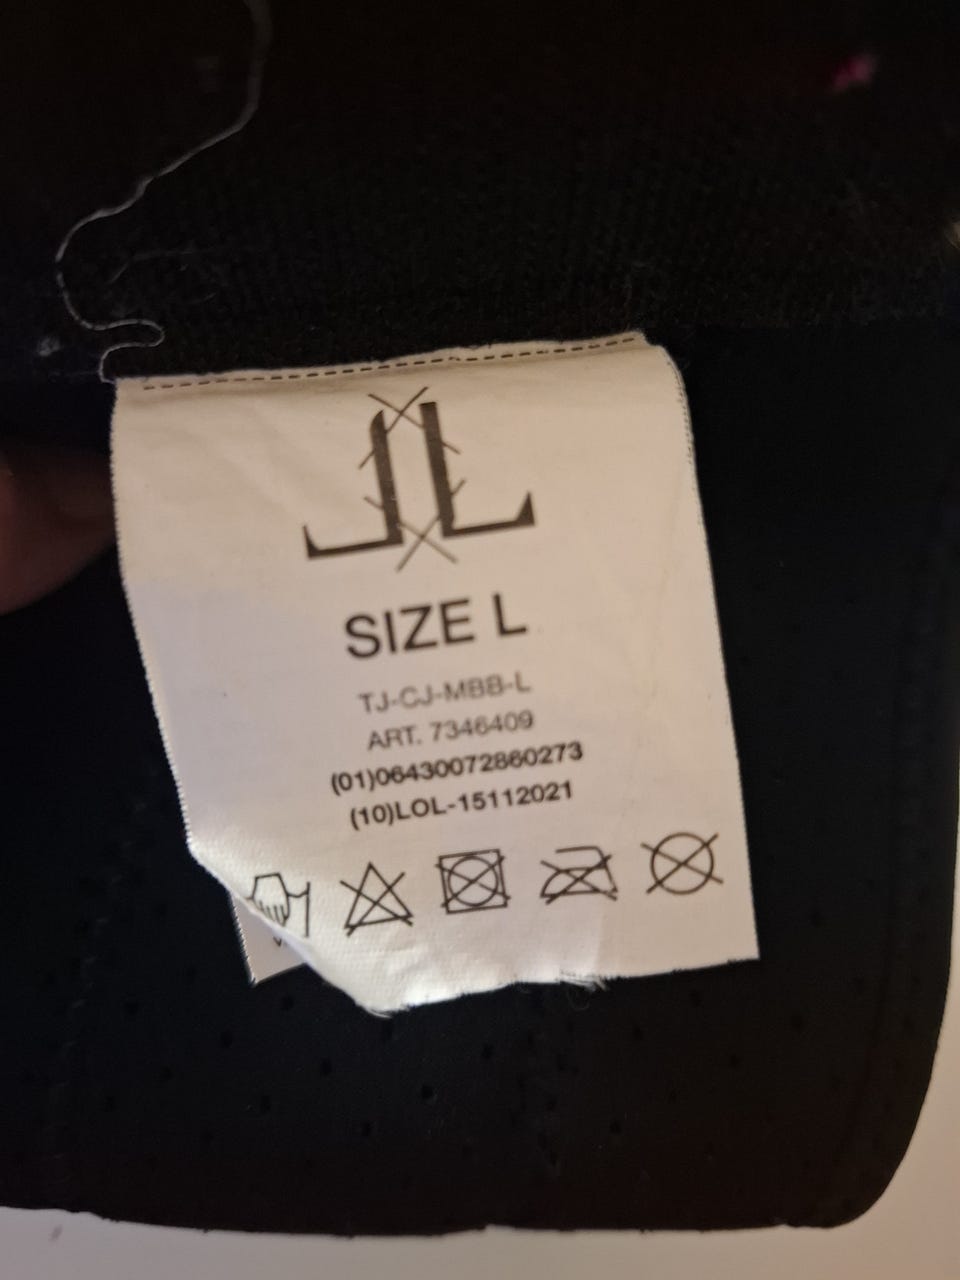 SIZE L
TJ-CJ-MBB-L
ART. 7346409
(01)06430072860273
(10)LOL-15112021